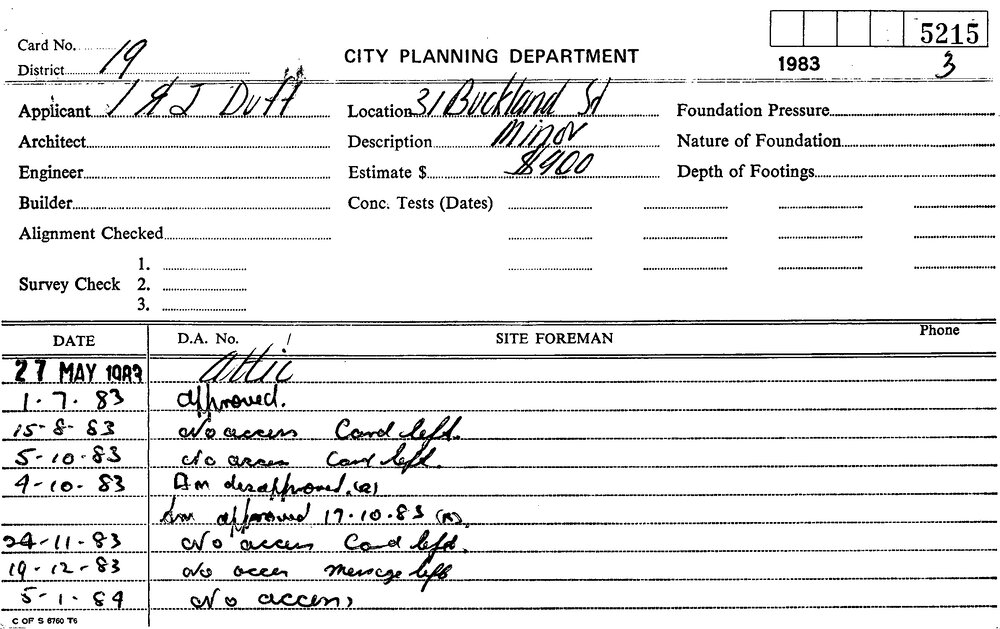 5215
Card No. 19
CITY PLANNING DEPARTMENT
1983 3
District
Applicant Duff Location 31 Buckland St Foundation Pressure
Architect Description Minor Nature of Foundation
Engineer Estimate $ $900 Depth of Footings
Builder Conc. Tests (Dates)
Alignment Checked
1.
Survey Check 2.
3.
DATE D.A. No. / SITE FOREMAN Phone
27 MAY 1983 Attic
1.7.83 approved.
15-8-83 No access Card left.
5-10-83 No access Card left.
4-10-83 Am disapproved. (a)
Am approved 17.10.83
24-11-83 No access Card left.
19-12-83 No acces message left
5-1-84 No access,
C OF S 6760 T6